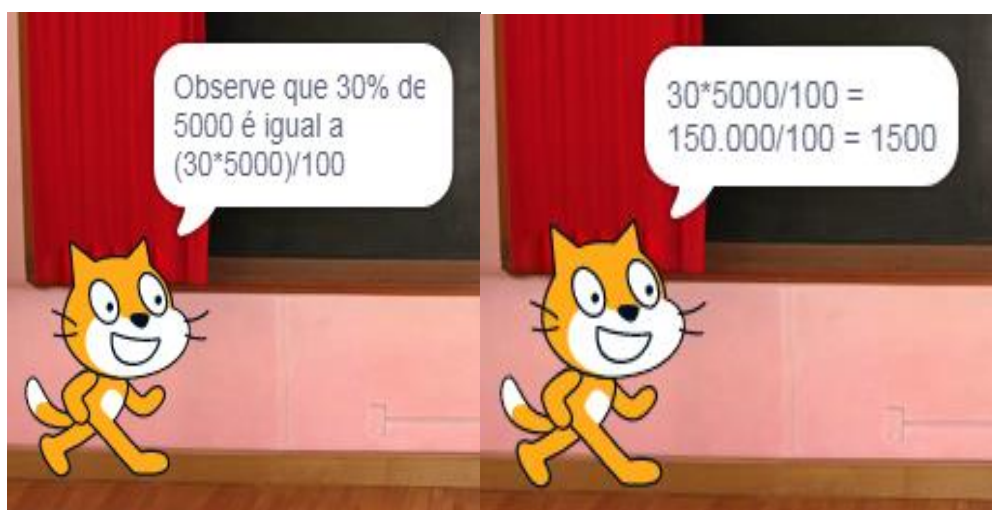 Observe que 30% de
5000 é igual a
(30*5000)/100
30*5000/100 =
150.000/100 = 1500